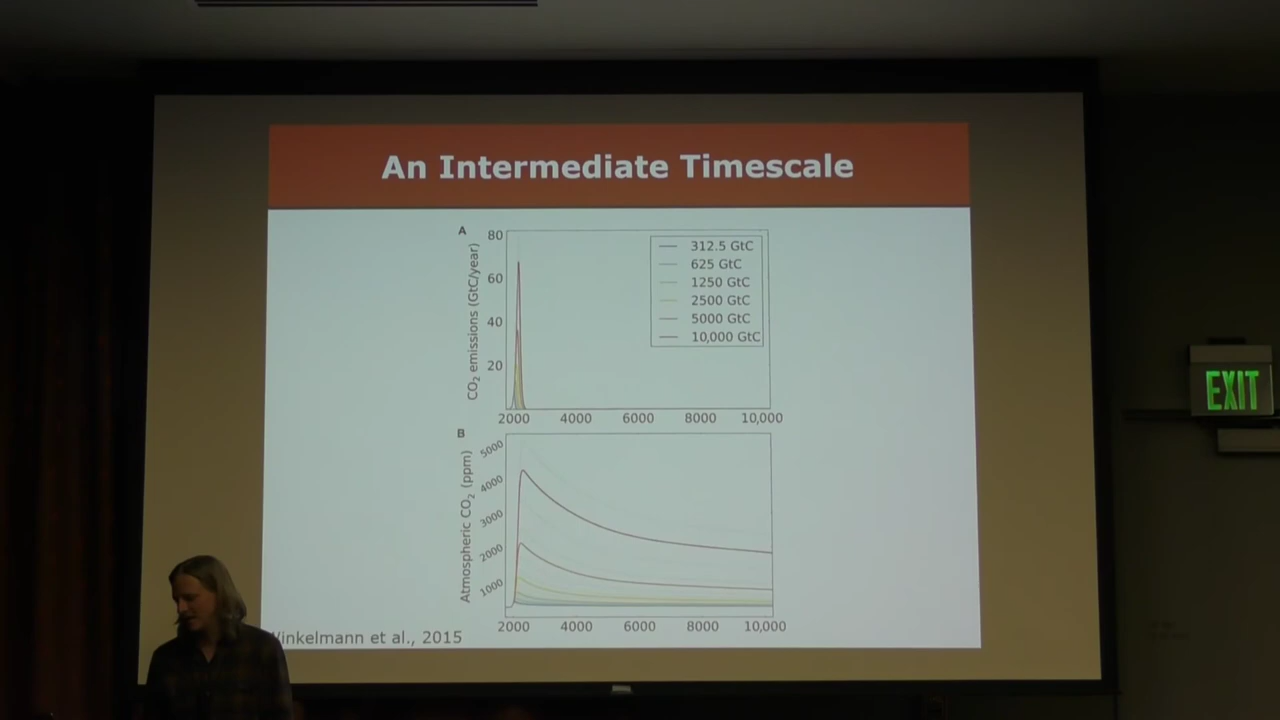 An Intermediate Timescale
A
CO2 emissions (GtC/year)
80
60
40
20
312.5 GtC
625 GtC
1250 GtC
2500 GtC
5000 GtC
10,000 GtC
2000 4000 6000 8000 10,000
B
Atmospheric CO2 (ppm)
5000
4000
3000
2000
1000
2000 4000 6000 8000 10,000
inkelmann et al., 2015
EXIT